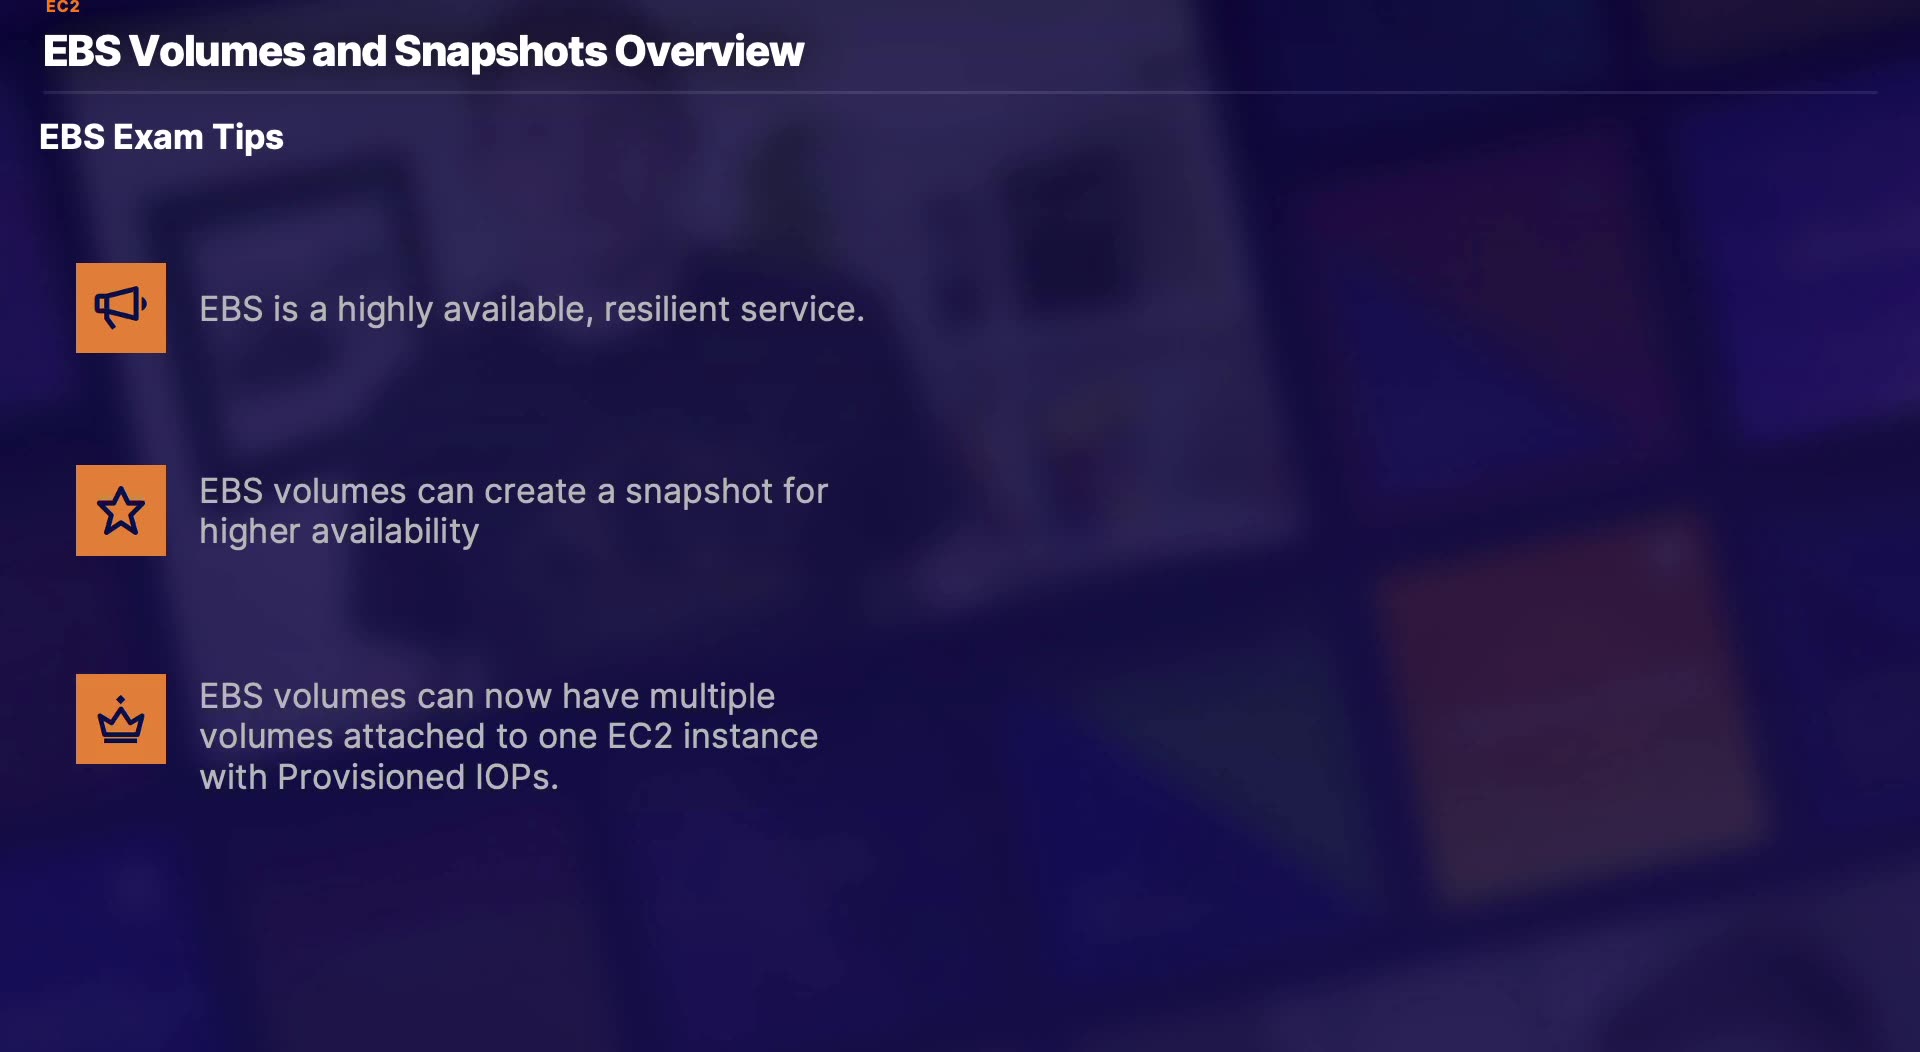 EC2
EBS Volumes and Snapshots Overview
EBS Exam Tips
EBS is a highly available, resilient service.
EBS volumes can create a snapshot for
higher availability
EBS volumes can now have multiple
volumes attached to one EC2 instance
with Provisioned IOPs.